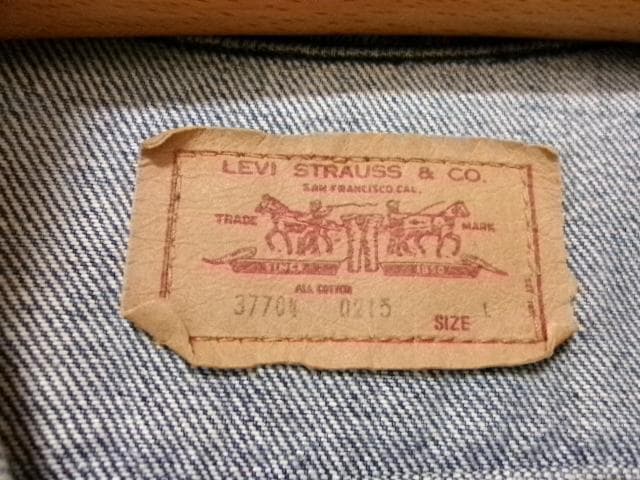 LEVI STRAUSS & CO.
SAN FRANCISCO.CAL.
TRADE MARK
SINCE 1850
ALL COTTON
0215
SIZE L